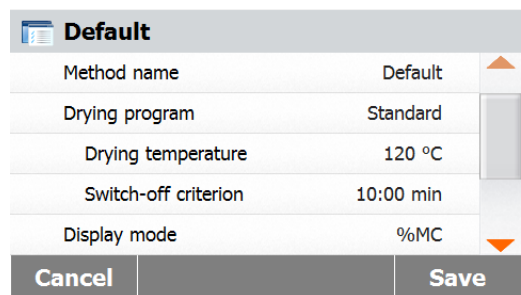 Default
Method name Default
Drying program Standard
Drying temperature 120 ºC
Switch-off criterion 10:00 min
Display mode %MC
Cancel Save